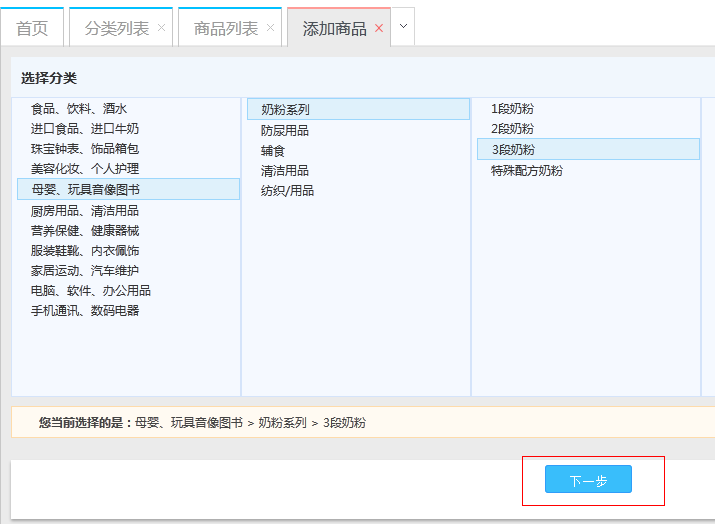 首页 分类列表 × 商品列表 × 添加商品 ×
选择分类
食品、饮料、酒水
进口食品、进口牛奶
珠宝钟表、饰品箱包
美容化妆、个人护理
母婴、玩具音像图书
厨房用品、清洁用品
营养保健、健康器械
服装鞋靴、内衣佩饰
家居运动、汽车维护
电脑、软件、办公用品
手机通讯、数码电器
奶粉系列
防尿用品
辅食
清洁用品
纺织/用品
1段奶粉
2段奶粉
3段奶粉
特殊配方奶粉
您当前选择的是：母婴、玩具音像图书 > 奶粉系列 > 3段奶粉
下一步